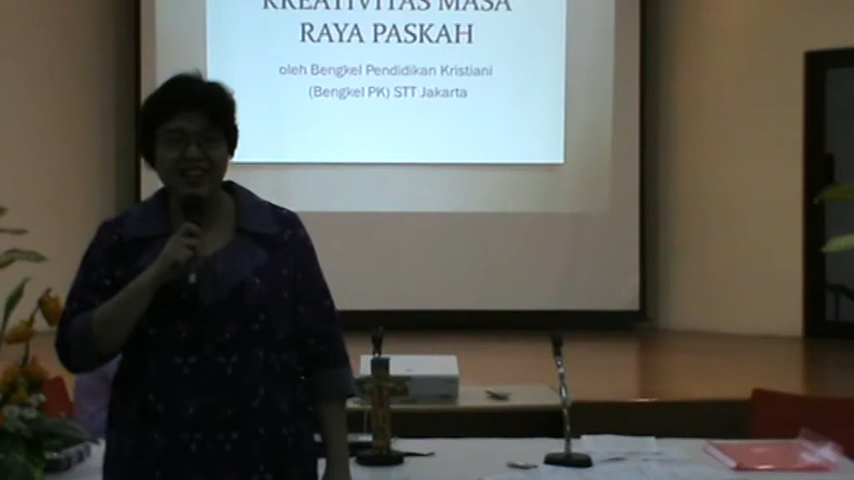 KREATIVITAS MASA
RAYA PASKAH
oleh Bengkel Pendidikan Kristiani
(Bengkel PK) STT Jakarta